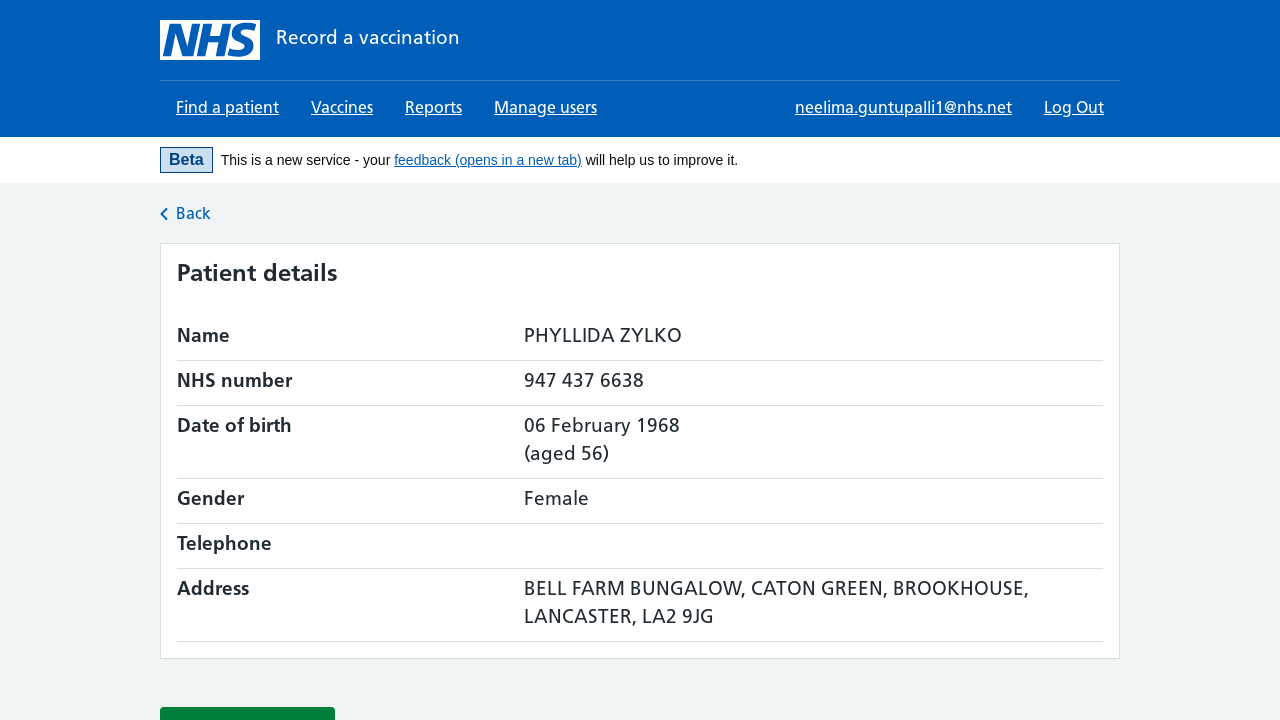 NHS Record a vaccination
Find a patient Vaccines Reports Manage users neelima.guntupalli1@nhs.net Log Out
Beta This is a new service - your feedback (opens in a new tab) will help us to improve it.
Back
Patient details
Name PHYLLIDA ZYLKO
NHS number 947 437 6638
Date of birth 06 February 1968
(aged 56)
Gender Female
Telephone
Address BELL FARM BUNGALOW, CATON GREEN, BROOKHOUSE,
LANCASTER, LA2 9JG